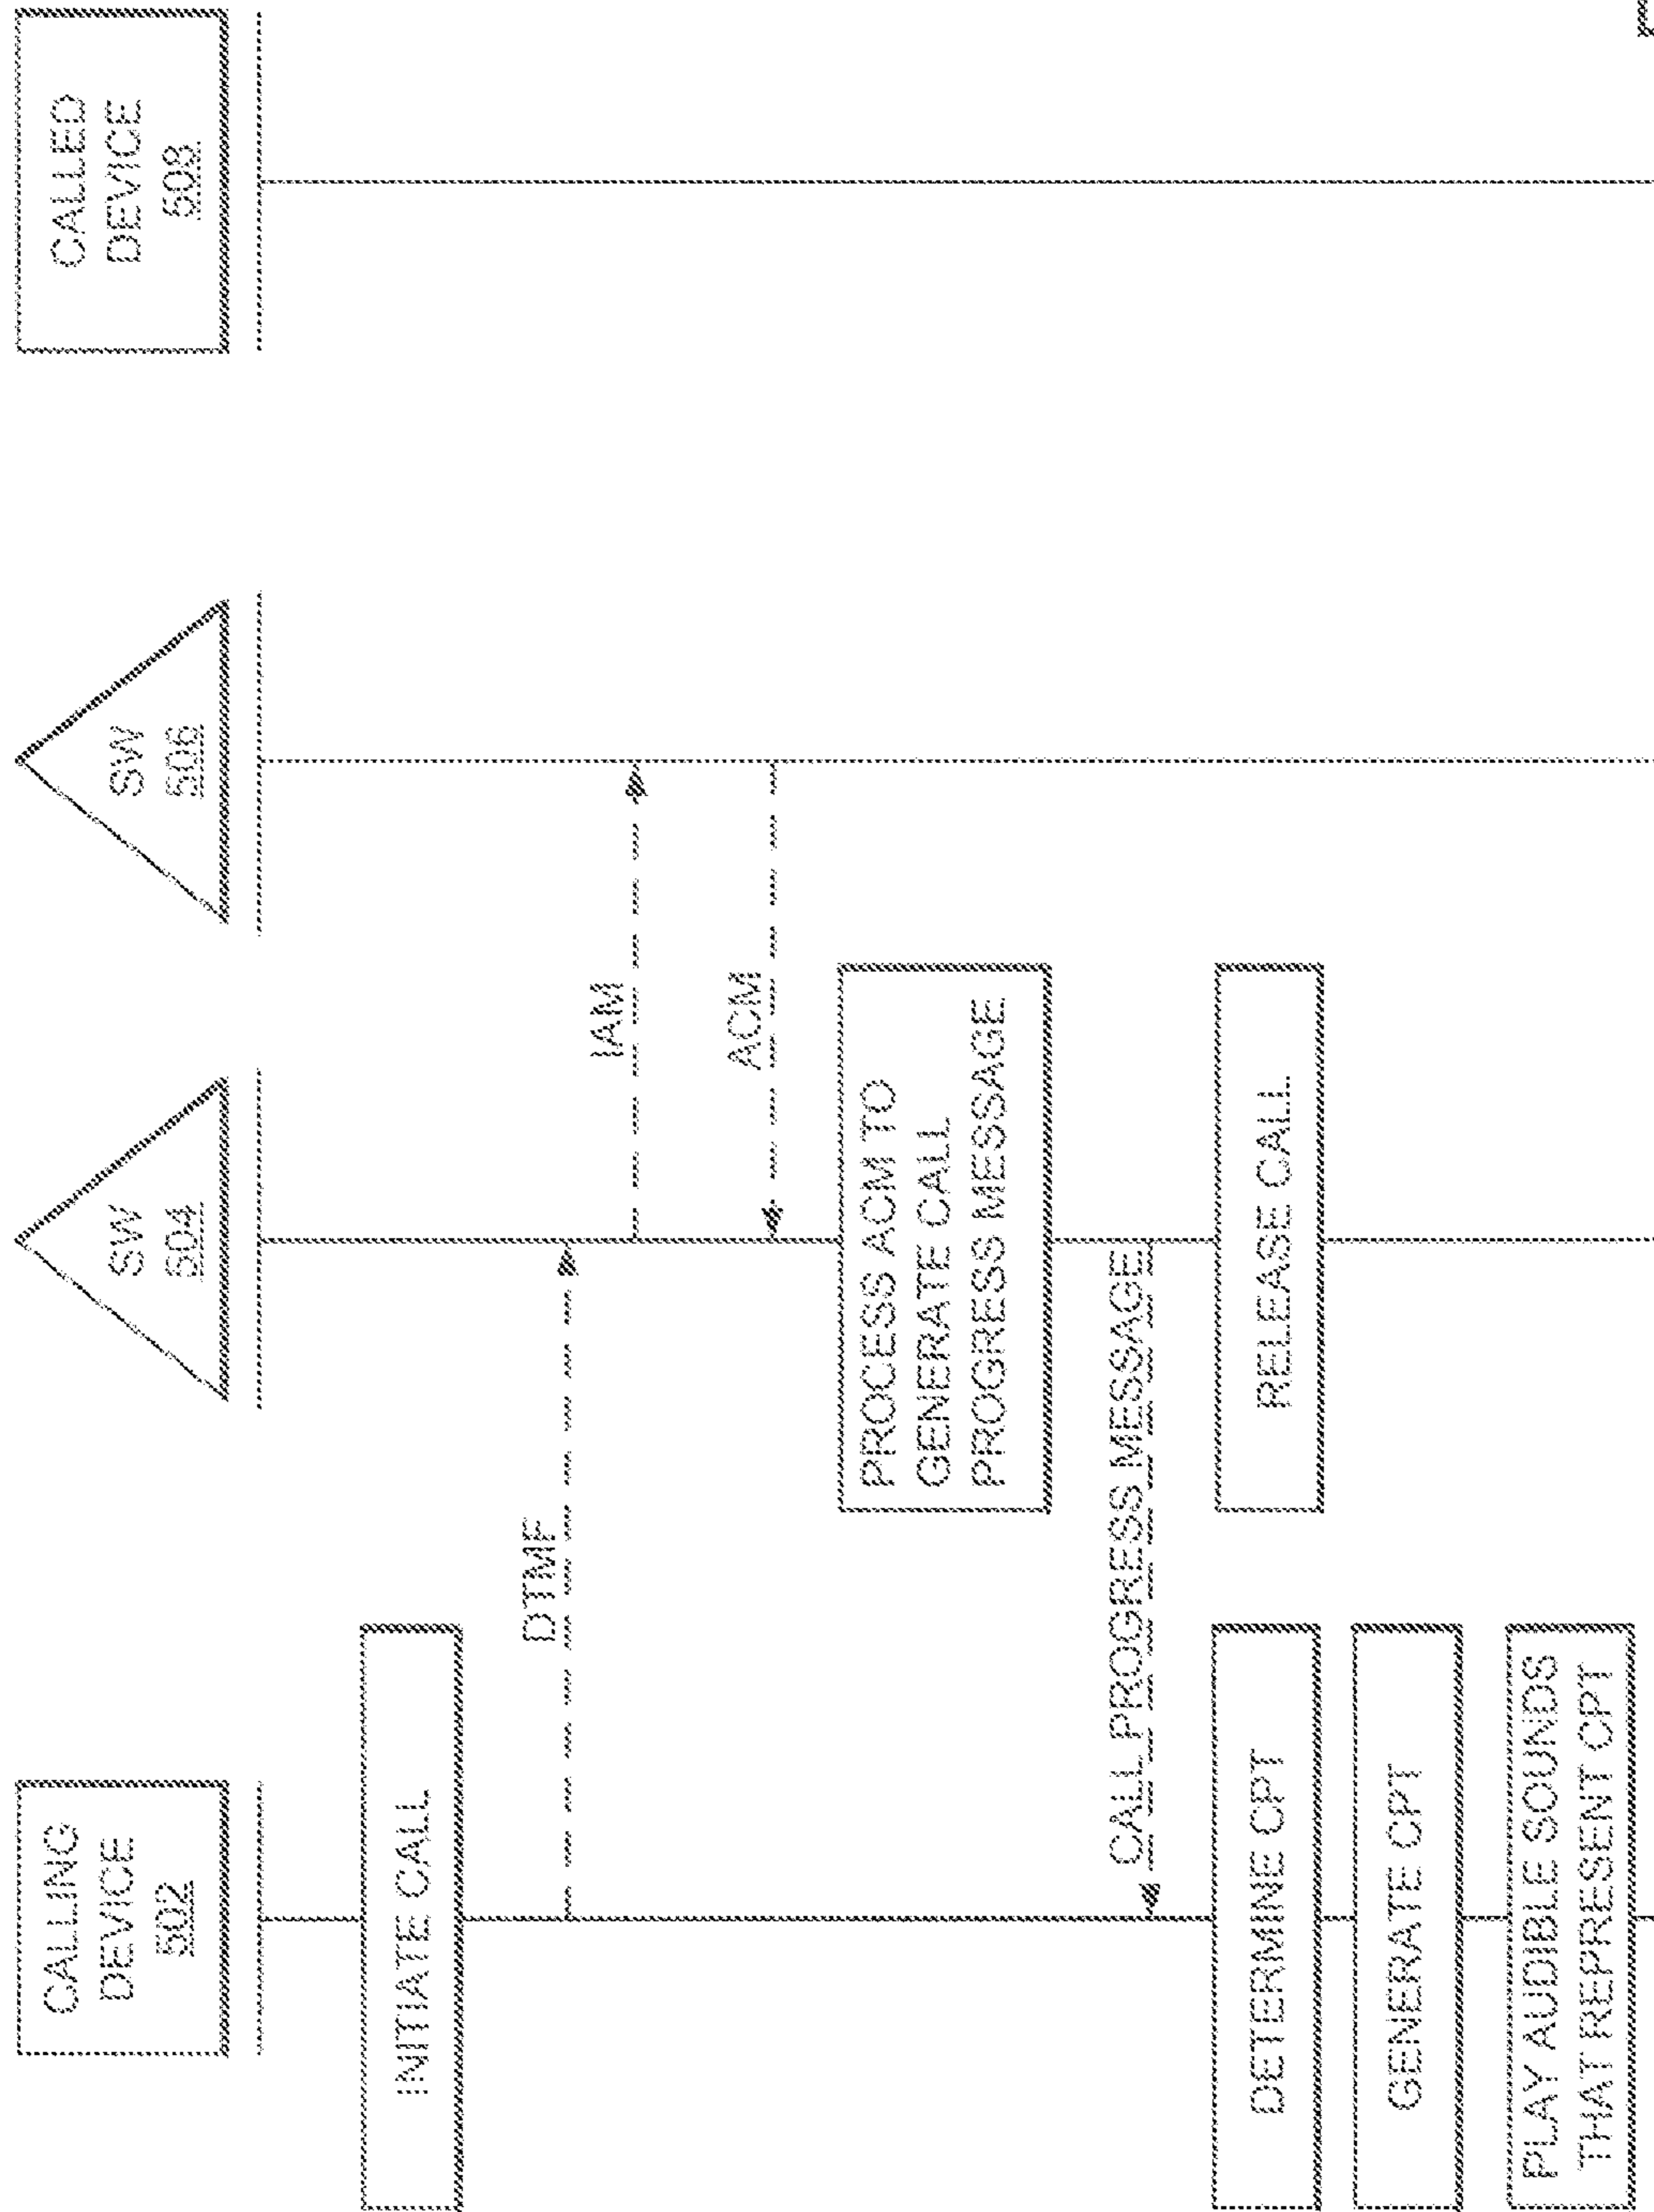 CALLING
DEVICE
502
SW
504
SW
506
CALLED
DEVICE
508
INITIATE CALL
DTMF
IAM
ACM
PROCESS ACM TO
GENERATE CALL
PROGRESS MESSAGE
CALL PROGRESS MESSAGE
RELEASE CALL
DETERMINE CPT
GENERATE CPT
PLAY AUDIBLE SOUNDS
THAT REPRESENT CPT